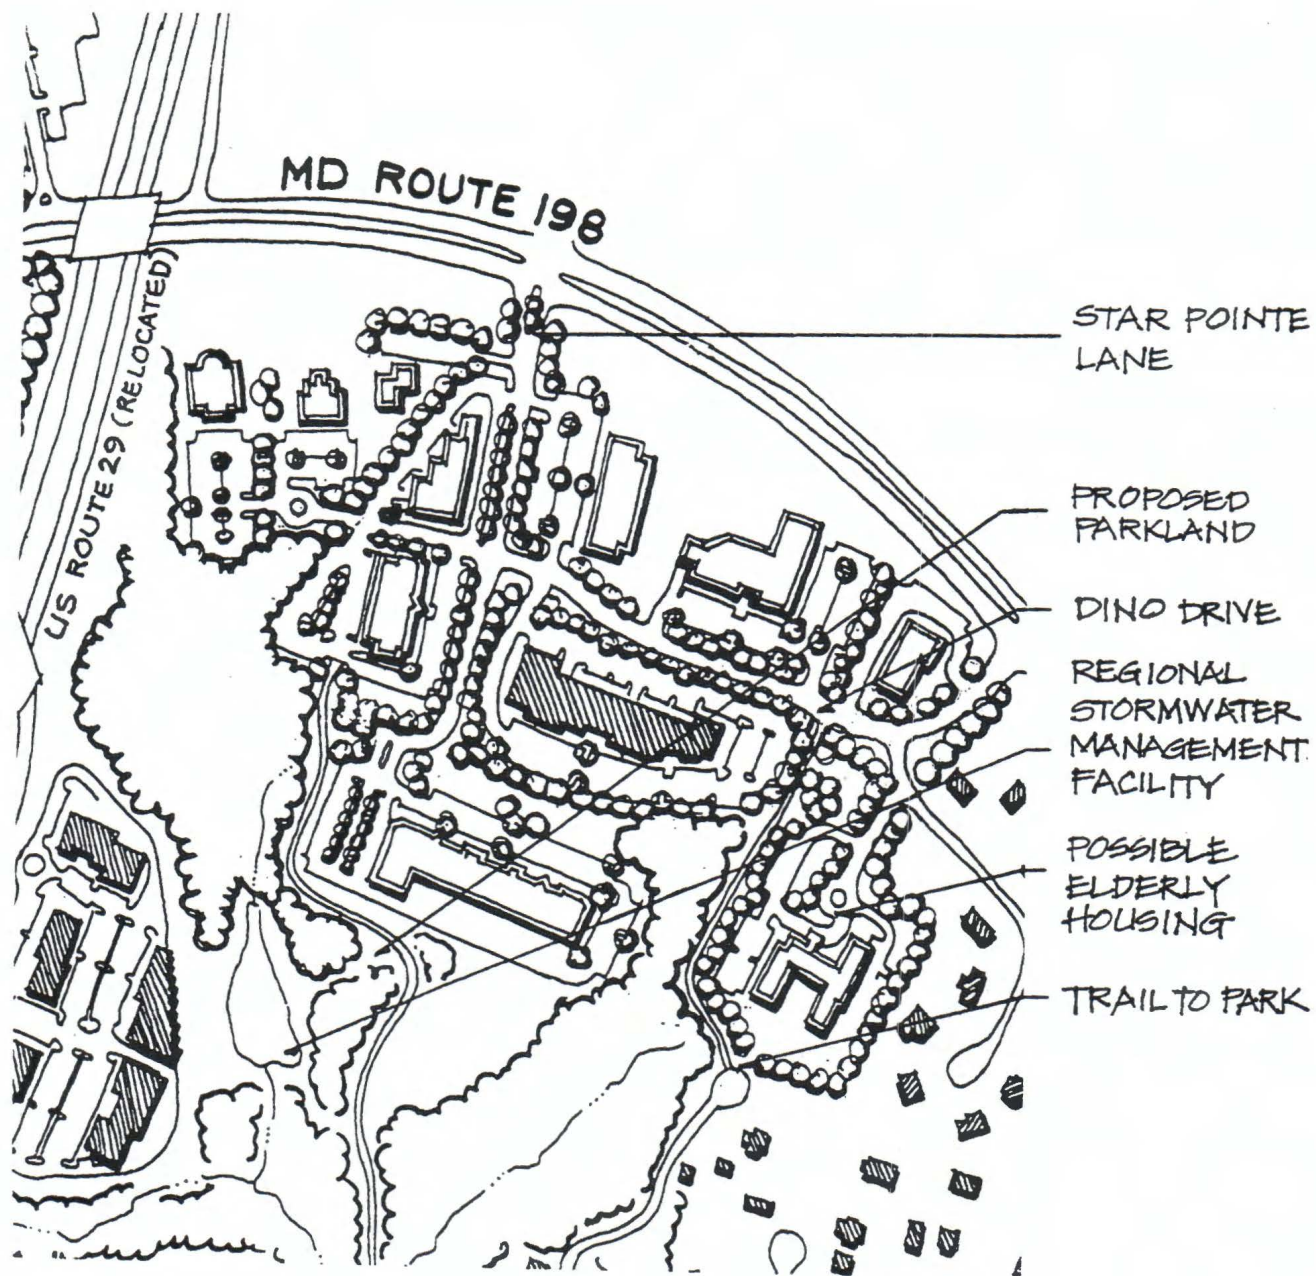 MD ROUTE 198
US ROUTE 29 (RELOCATED)
STAR POINTE
LANE
PROPOSED
PARKLAND
DINO DRIVE
REGIONAL
STORMWATER
MANAGEMENT
FACILITY
POSSIBLE
ELDERLY
HOUSING
TRAIL TO PARK